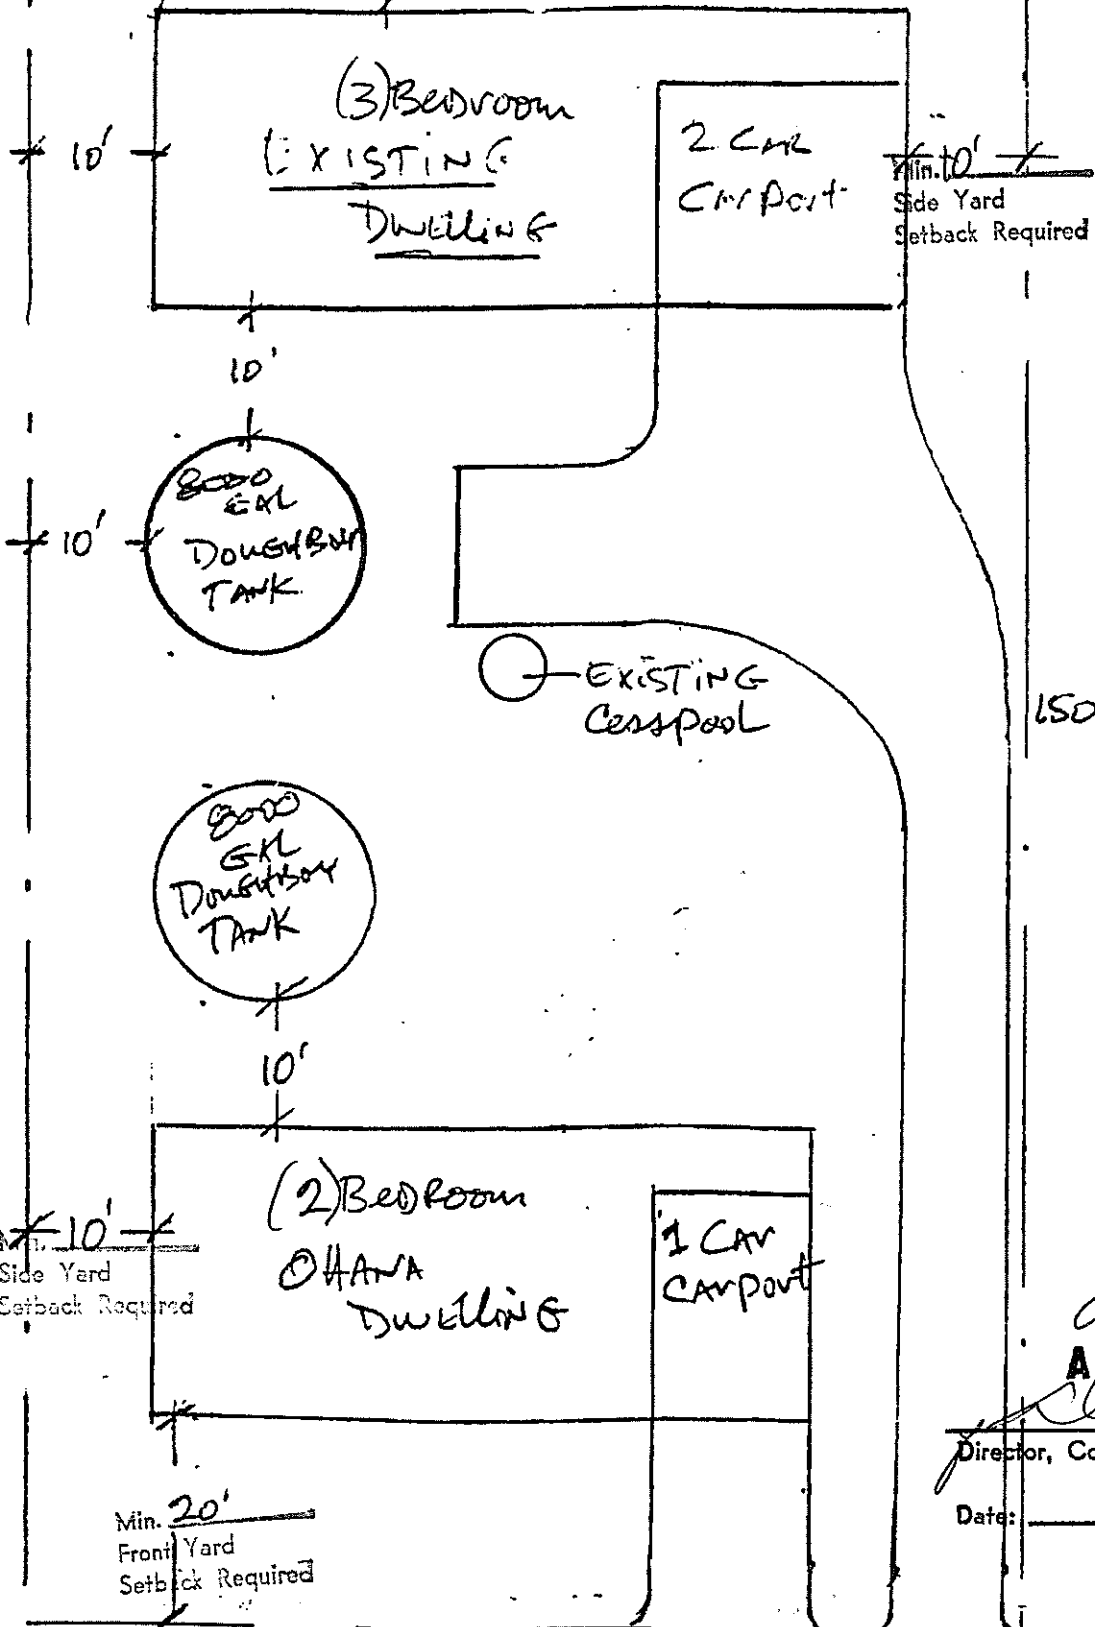 (3) Bedroom
EXISTING
DWELLING
2 CAR
CarPort
10'
Min. 10'
Side Yard
Setback Required
10'
8000
GAL
DOUGHBOY
TANK
10'
EXISTING
CessPooL
150
8000
GAL
DOUGHBOY
TANK
10'
(2) BedRoom
OHANA
DWELLING
1 CAr
CArport
10'
Side Yard
Setback Required
A
Director, Co
Date:
Min. 20'
Front Yard
Setback Required